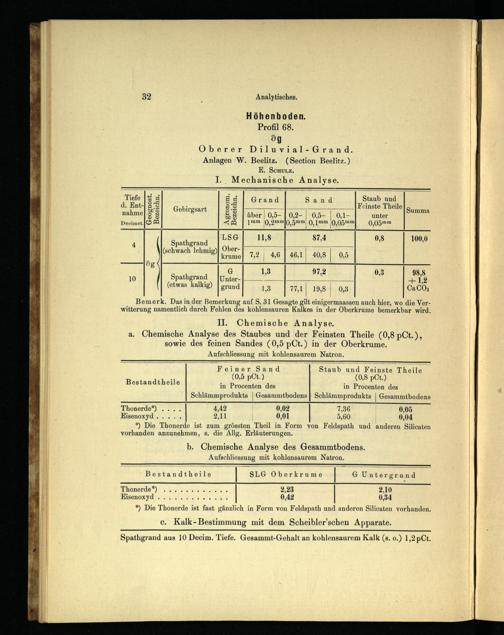 32 Analytisches.
Höhenboden.
Profil 68.
∂g
Oberer Diluvial-Grand.
Anlagen W. Beelitz. (Section Beelitz.)
E. Schulz.
I. Mechanische Analyse.
Tiefe d. Entnahme Decimet. | Geognost. Bezeichn. | Gebirgsart | Agronom. Bezeichn. | Grand | Sand | Staub und Feinste Theile unter 0,05mm | Summa
über 1mm | 0,5–0,2mm | 0,2–0,5mm | 0,5–0,1mm | 0,1–0,05mm
4 | ∂g | Spathgrand (schwach lehmig) | LSG Oberkrume | 11,8 | 87,4 | 0,8 | 100,0
7,2 | 4,6 | 46,1 | 40,8 | 0,5
10 | Spathgrand (etwas kalkig) | G Untergrund | 1,3 | 97,2 | 0,3 | 98,8 + 1,2 CaCO3
1,3 | 77,1 | 19,8 | 0,3
Bemerk. Das in der Bemerkung auf S. 31 Gesagte gilt einigermaassen auch hier, wo die Ver-
witterung namentlich durch Fehlen des kohlensauren Kalkes in der Oberkrume bemerkbar wird.
II. Chemische Analyse.
a. Chemische Analyse des Staubes und der Feinsten Theile (0,8 pCt.),
sowie des feinen Sandes (0,5 pCt.) in der Oberkrume.
Aufschliessung mit kohlensaurem Natron.
Bestandtheile | Feiner Sand (0,5 pCt.) in Procenten des | Staub und Feinste Theile (0,8 pCt.) in Procenten des
Schlämmprodukts | Gesammtbodens | Schlämmprodukts | Gesammtbodens
Thonerde*) . . . . | 4,42 | 0,02 | 7,36 | 0,05
Eisenoxyd . . . . . | 2,11 | 0,01 | 5,60 | 0,04
*) Die Thonerde ist zum grössten Theil in Form von Feldspath und anderen Silicaten
vorhanden anzunehmen, s. die Allg. Erläuterungen.
b. Chemische Analyse des Gesammtbodens.
Aufschliessung mit kohlensaurem Natron.
Bestandtheile | SLG Oberkrume | G Untergrund
Thonerde*) . . . . . . . . . . . . | 2,23 | 2,10
Eisenoxyd . . . . . . . . . . . . . | 0,42 | 0,34
*) Die Thonerde ist fast gänzlich in Form von Feldspath und anderen Silicaten vorhanden.
c. Kalk-Bestimmung mit dem Scheibler'schen Apparate.
Spathgrand aus 10 Decim. Tiefe. Gesammt-Gehalt an kohlensaurem Kalk (s. o.) 1,2 pCt.